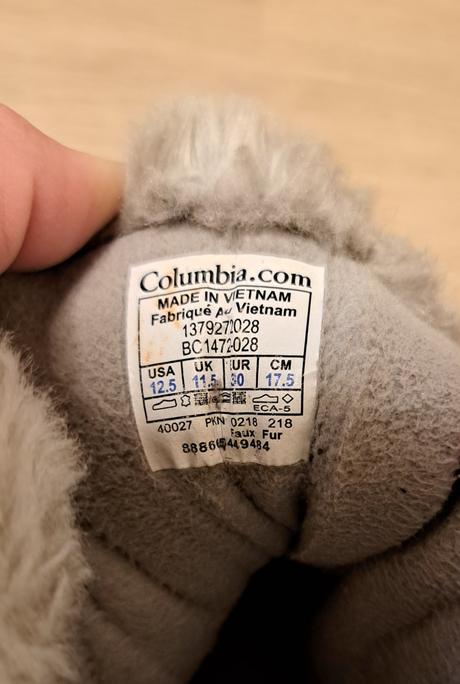 Columbia.com
MADE IN VIETNAM
Fabriqué Au Vietnam
1379271028
BC1472028
USA UK EUR CM
12.5 11.5 30 17.5
ECA-5
40027 PKN 0218 218
Faux Fur